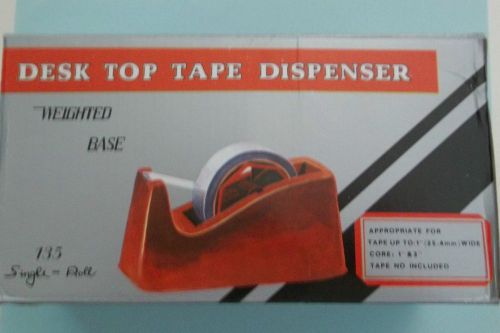 DESK TOP TAPE DISPENSER
WEIGHTED
BASE
135
Single = Roll
APPROPRIATE FOR
TAPE UP TO:1" (25.4mm) WIDE
CORE: 1" & 3"
TAPE NO INCLUDED